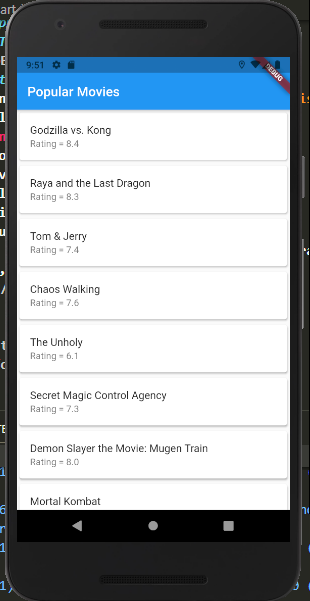 9:51
DEBUG
Popular Movies
Godzilla vs. Kong
Rating = 8.4
Raya and the Last Dragon
Rating = 8.3
Tom & Jerry
Rating = 7.4
Chaos Walking
Rating = 7.6
The Unholy
Rating = 6.1
Secret Magic Control Agency
Rating = 7.3
Demon Slayer the Movie: Mugen Train
Rating = 8.0
Mortal Kombat